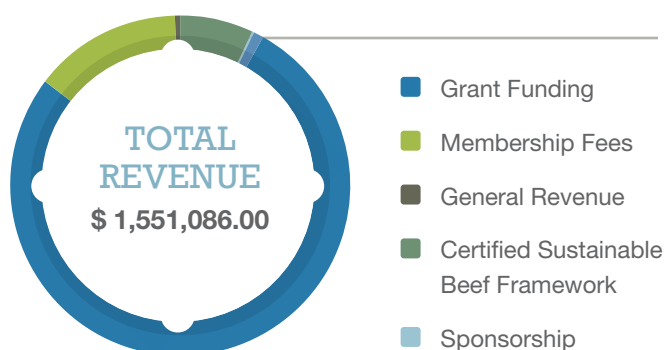 TOTAL
REVENUE
$ 1,551,086.00
Grant Funding
Membership Fees
General Revenue
Certified Sustainable
Beef Framework
Sponsorship